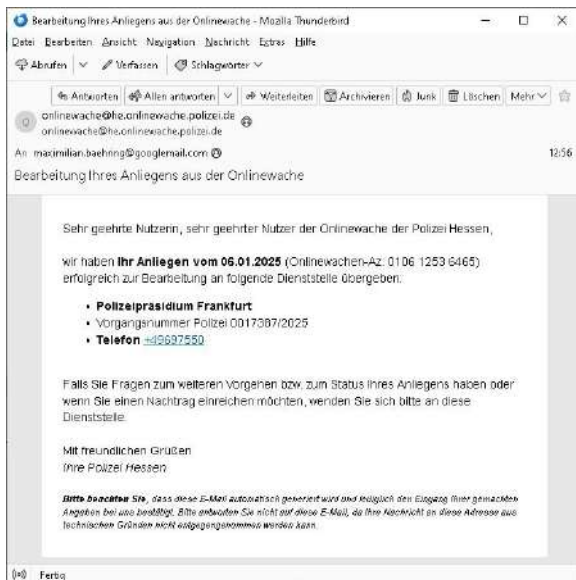 Bearbeitung Ihres Anliegens aus der Onlinewache - Mozilla Thunderbird
Datei Bearbeiten Ansicht Navigation Nachricht Extras Hilfe
Abrufen Verfassen Schlagwörter
Antworten Allen antworten Weiterleiten Archivieren Junk Löschen Mehr
O onlinewache@he.onlinewache.polizei.de
onlinewache@he.onlinewache.polizei.de
An maximilian.baehring@googlemail.com 12:56
Bearbeitung Ihres Anliegens aus der Onlinewache
Sehr geehrte Nutzerin, sehr geehrter Nutzer der Onlinewache der Polizei Hessen,
wir haben Ihr Anliegen vom 06.01.2025 (Onlinewachen-Az: 0106 1253 6465)
erfolgreich zur Bearbeitung an folgende Dienststelle übergeben:
• Polizeipräsidium Frankfurt
• Vorgangsnummer Polizei 0017387/2025
• Telefon +49697550
Falls Sie Fragen zum weiteren Vorgehen bzw. zum Status Ihres Anliegens haben oder
wenn Sie einen Nachtrag einreichen möchten, wenden Sie sich bitte an diese
Dienststelle.
Mit freundlichen Grüßen
Ihre Polizei Hessen
Bitte beachten Sie, dass diese E-Mail automatisch generiert wird und lediglich den Eingang Ihrer gemachten
Angaben bei uns bestätigt. Bitte antworten Sie nicht auf diese E-Mail, da Ihre Nachricht an diese Adresse aus
technischen Gründen nicht entgegengenommen werden kann.
Fertig